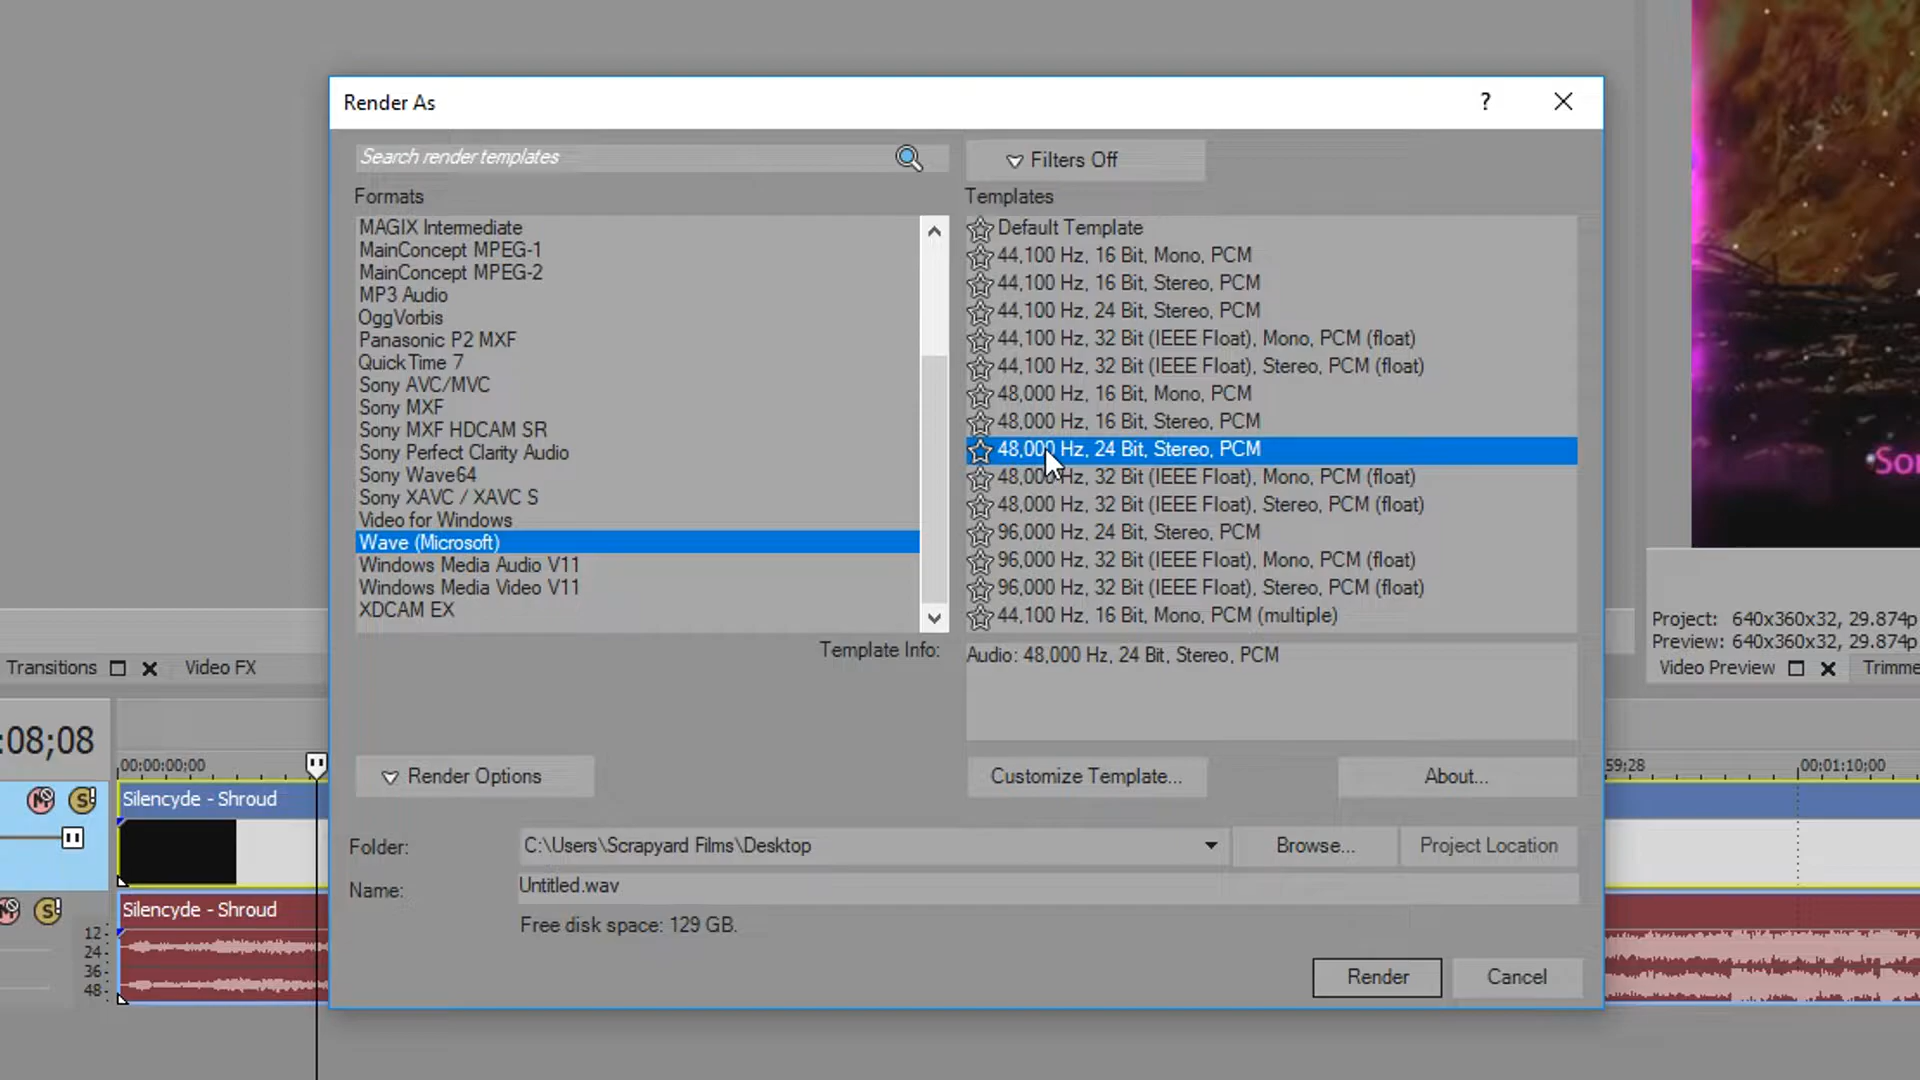 Render As
?
Search render templates
Filters Off
Formats
Templates
MAGIX Intermediate
MainConcept MPEG-1
MainConcept MPEG-2
MP3 Audio
OggVorbis
Panasonic P2 MXF
QuickTime 7
Sony AVC/MVC
Sony MXF
Sony MXF HDCAM SR
Sony Perfect Clarity Audio
Sony Wave64
Sony XAVC / XAVC S
Video for Windows
Wave (Microsoft)
Windows Media Audio V11
Windows Media Video V11
XDCAM EX
Default Template
44,100 Hz, 16 Bit, Mono, PCM
44,100 Hz, 16 Bit, Stereo, PCM
44,100 Hz, 24 Bit, Stereo, PCM
44,100 Hz, 32 Bit (IEEE Float), Mono, PCM (float)
44,100 Hz, 32 Bit (IEEE Float), Stereo, PCM (float)
48,000 Hz, 16 Bit, Mono, PCM
48,000 Hz, 16 Bit, Stereo, PCM
48,000 Hz, 24 Bit, Stereo, PCM
48,000 Hz, 32 Bit (IEEE Float), Mono, PCM (float)
48,000 Hz, 32 Bit (IEEE Float), Stereo, PCM (float)
96,000 Hz, 24 Bit, Stereo, PCM
96,000 Hz, 32 Bit (IEEE Float), Mono, PCM (float)
96,000 Hz, 32 Bit (IEEE Float), Stereo, PCM (float)
44,100 Hz, 16 Bit, Mono, PCM (multiple)
Template Info:
Audio: 48,000 Hz, 24 Bit, Stereo, PCM
Render Options
Customize Template...
About...
Folder:
C:\Users\Scrapyard Films\Desktop
Browse...
Project Location
Name:
Untitled.wav
Free disk space: 129 GB.
Render
Cancel
Transitions
Video FX
:08;08
00:00:00;00
M
S
Silencyde - Shroud
M
S
Silencyde - Shroud
12
24
36
48
Son
Project: 640x360x32, 29.874p
Preview: 640x360x32, 29.874p
Video Preview
Trimme
59;28
00:01:10;00